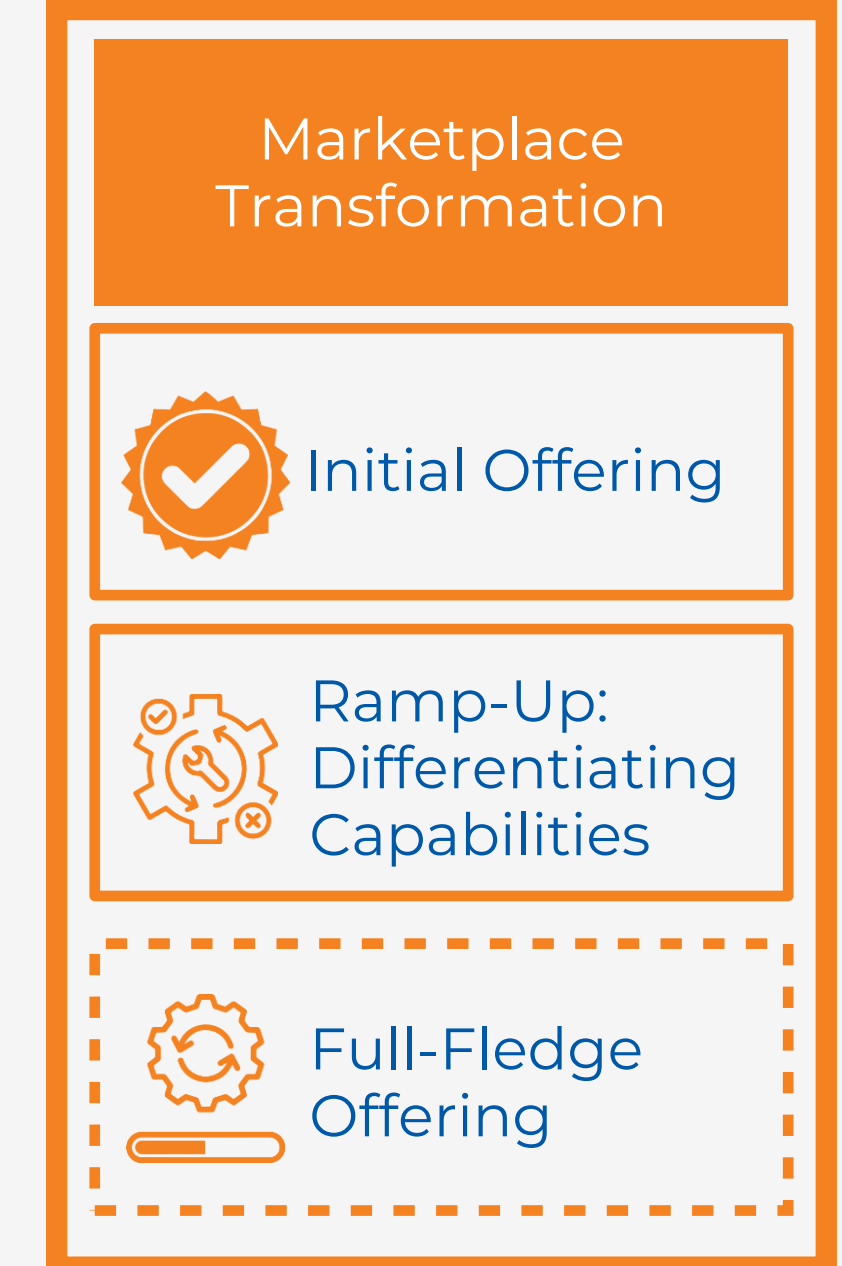 Marketplace
Transformation
Initial Offering
Ramp-Up:
Differentiating
Capabilities
Full-Fledge
Offering